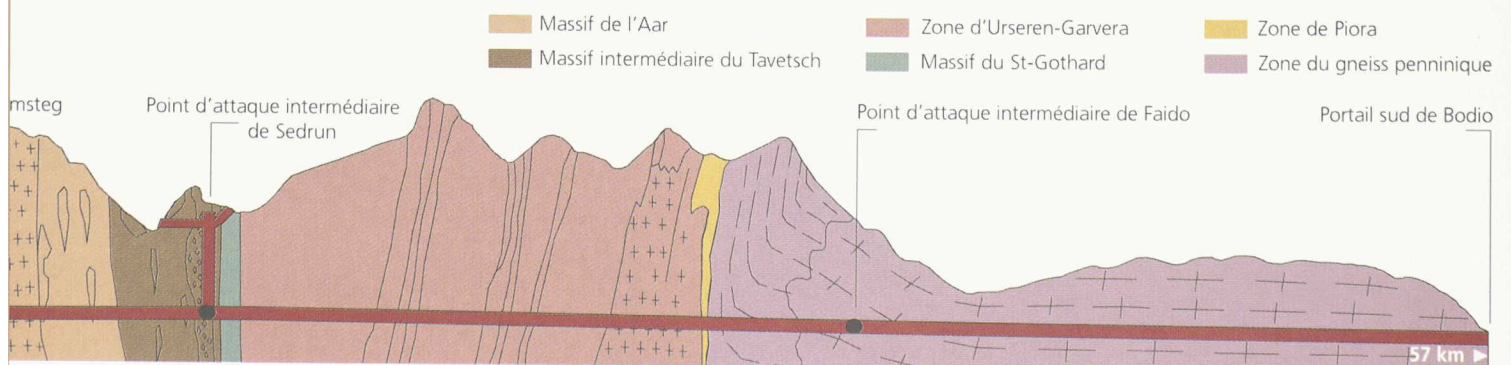 Massif de l'Aar
Massif intermédiaire du Tavetsch
Zone d'Urseren-Garvera
Massif du St-Gothard
Zone de Piora
Zone du gneiss penninique
msteg
Point d'attaque intermédiaire
de Sedrun
Point d'attaque intermédiaire de Faido
Portail sud de Bodio
57 km